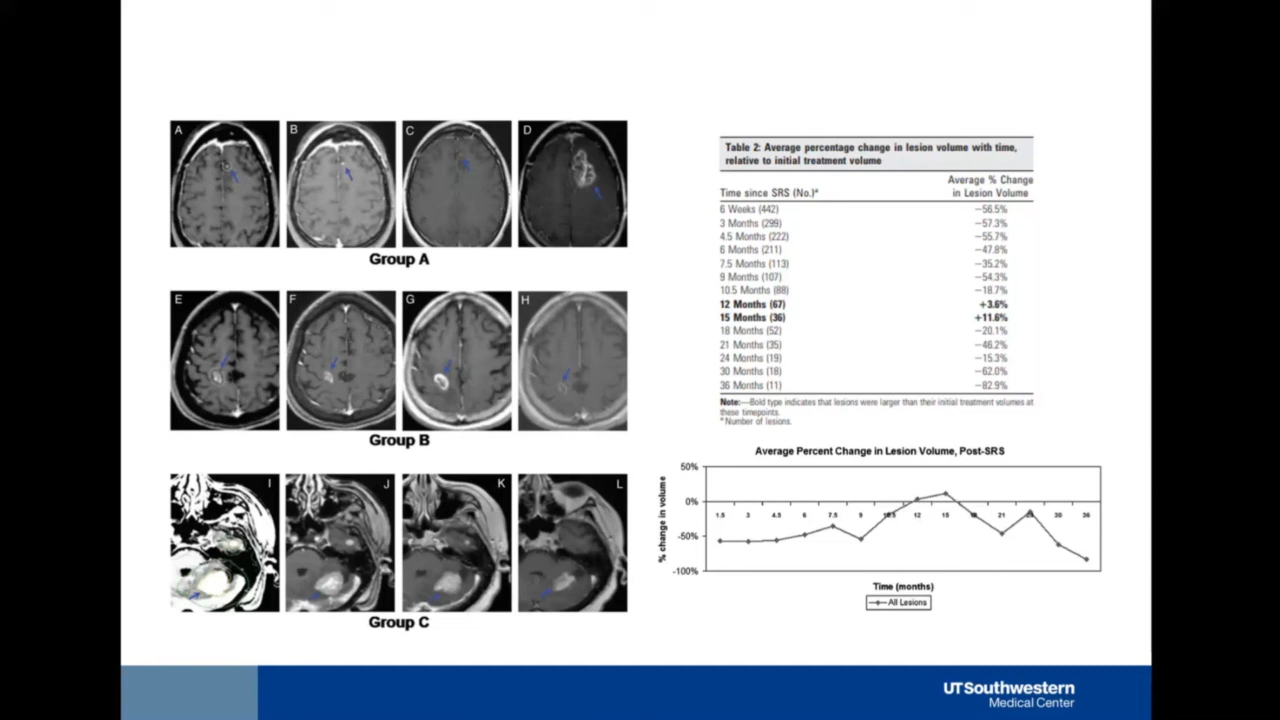 A
B
C
D
Group A
E
F
G
H
Group B
I
J
K
L
Group C
Table 2: Average percentage change in lesion volume with time,
relative to initial treatment volume
Average % Change
Time since SRS (No.)ᵃ in Lesion Volume
6 Weeks (442) −56.5%
3 Months (299) −57.3%
4.5 Months (222) −55.7%
6 Months (211) −47.8%
7.5 Months (113) −35.2%
9 Months (107) −54.3%
10.5 Months (88) −18.7%
12 Months (67) +3.6%
15 Months (36) +11.6%
18 Months (52) −20.1%
21 Months (35) −46.2%
24 Months (19) −15.3%
30 Months (18) −62.0%
36 Months (11) −82.9%
Note:—Bold type indicates that lesions were larger than their initial treatment volumes at
these timepoints.
ᵃ Number of lesions.
Average Percent Change in Lesion Volume, Post-SRS
% change in volume
50%
0%
-50%
-100%
1.5 3 4.5 6 7.5 9 10.5 12 15 18 21 24 30 36
Time (months)
All Lesions
UTSouthwestern
Medical Center